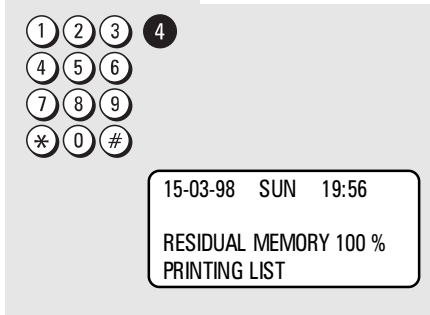 1 2 3 4
4 5 6
7 8 9
* 0 #
15-03-98 SUN 19:56
RESIDUAL MEMORY 100 %
PRINTING LIST